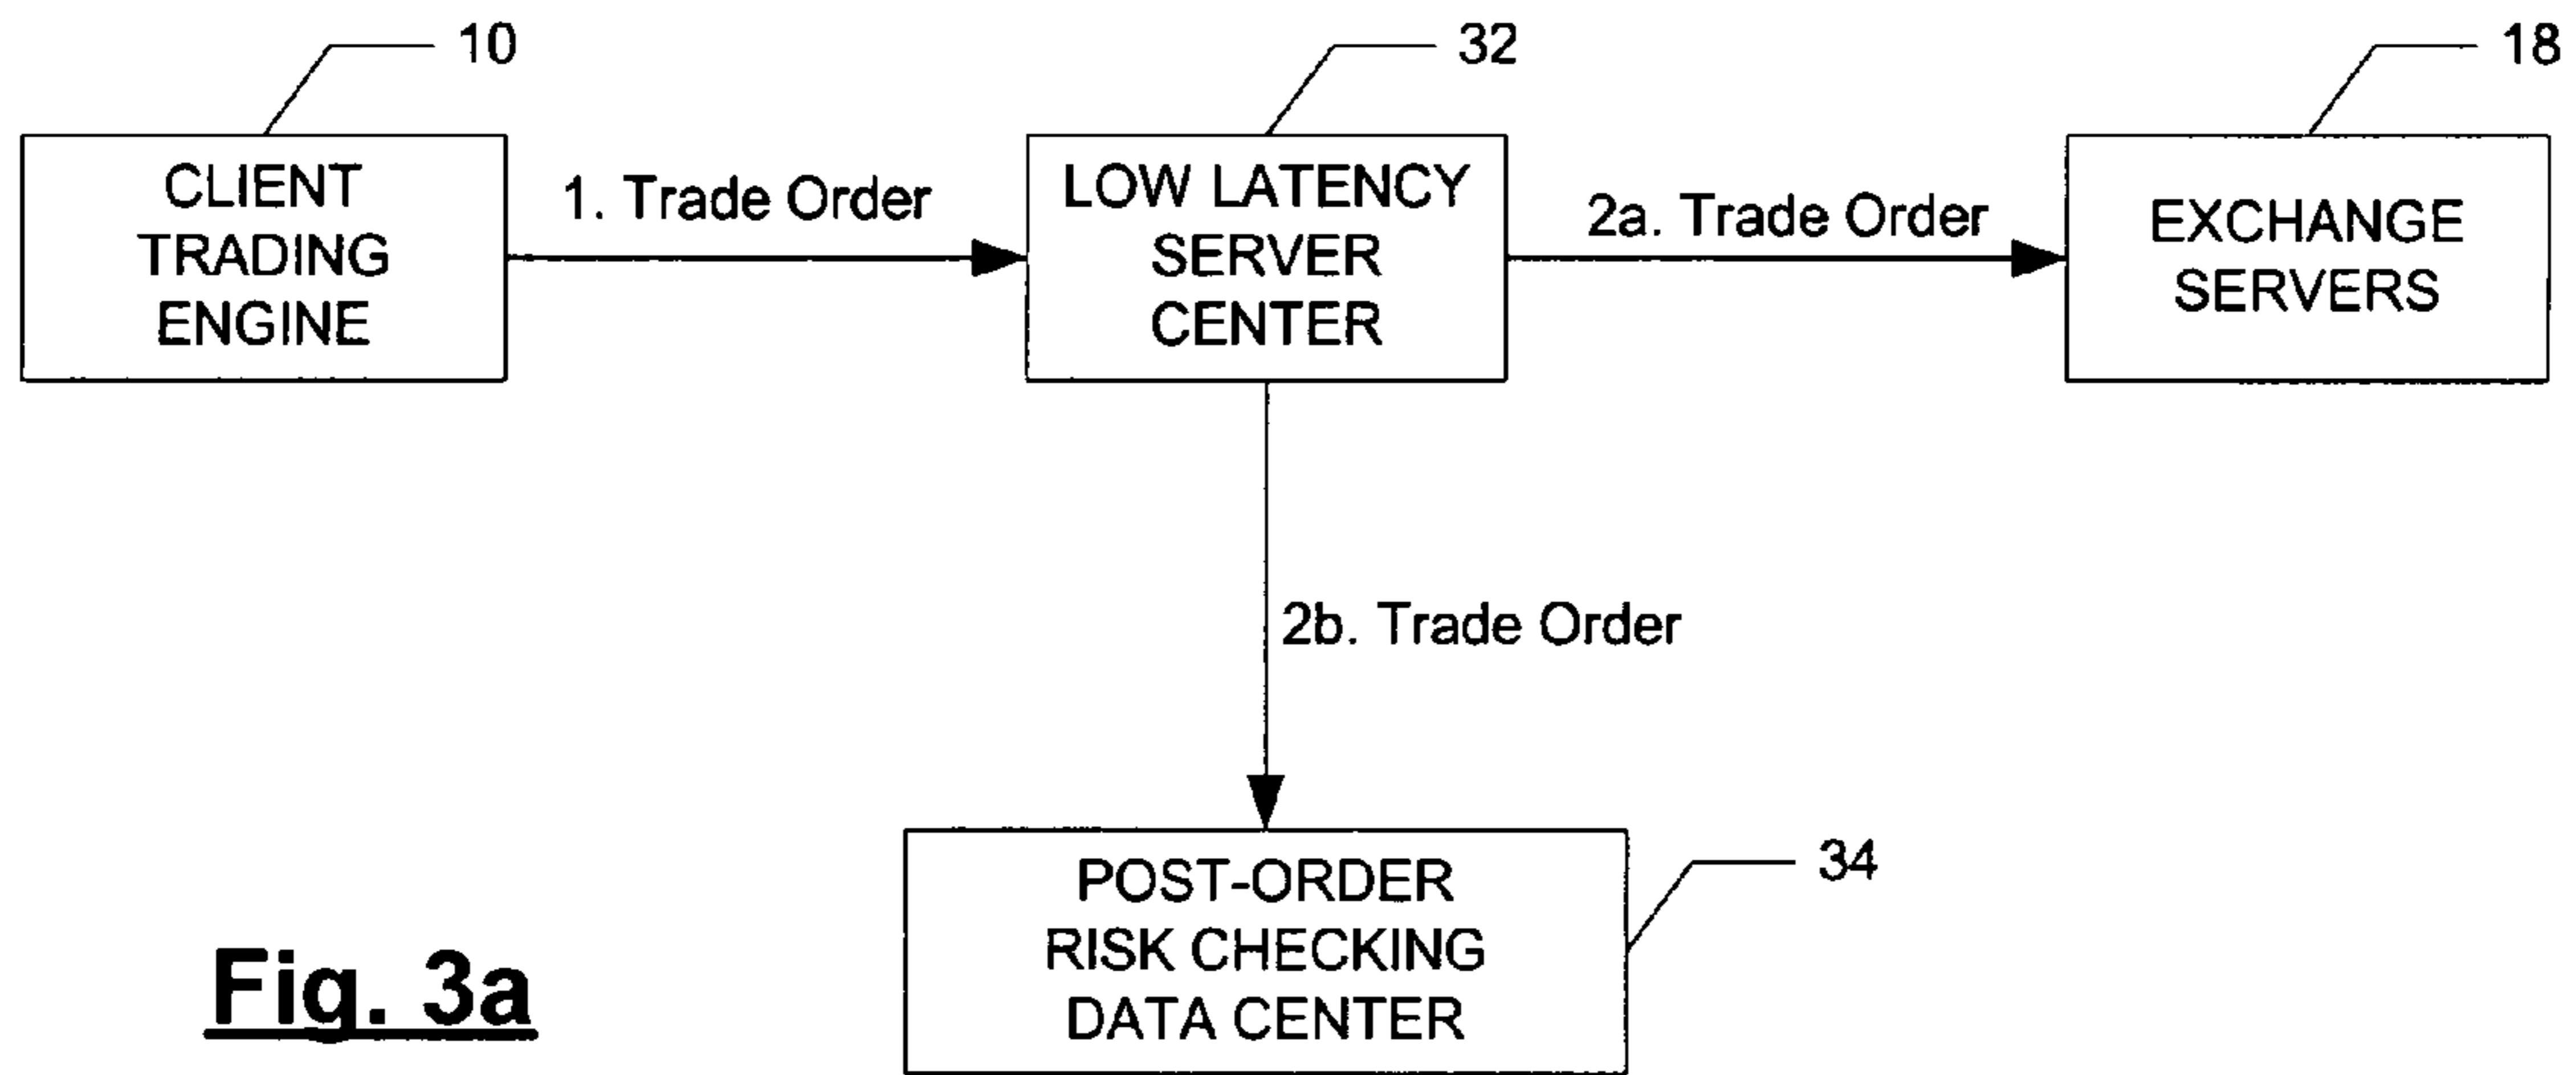 10
32
18
CLIENT
TRADING
ENGINE
1. Trade Order
LOW LATENCY
SERVER
CENTER
2a. Trade Order
EXCHANGE
SERVERS
2b. Trade Order
POST-ORDER
RISK CHECKING
DATA CENTER
34
Fig. 3a